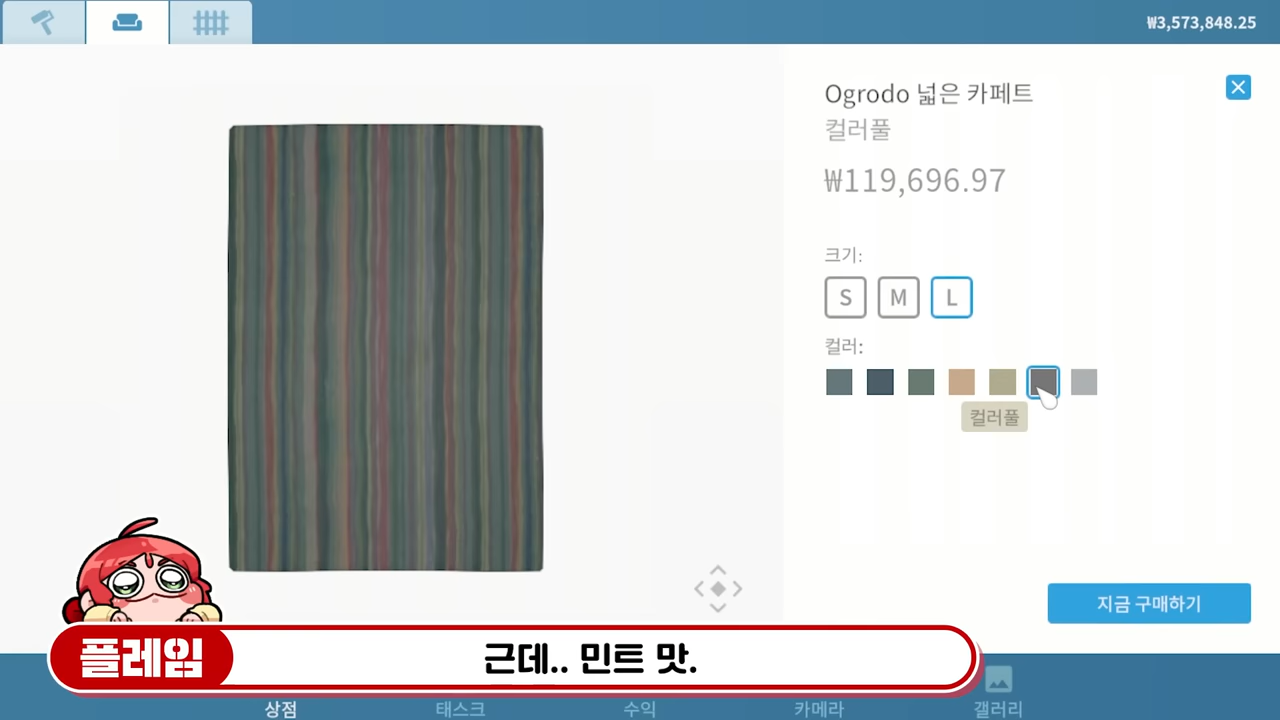 ₩3,573,848.25
Ogrodo 넓은 카페트
컬러풀
₩119,696.97
크기:
S M L
컬러:
컬러풀
지금 구매하기
플레임
근데.. 민트 맛.
상점 태스크 수익 카메라 갤러리